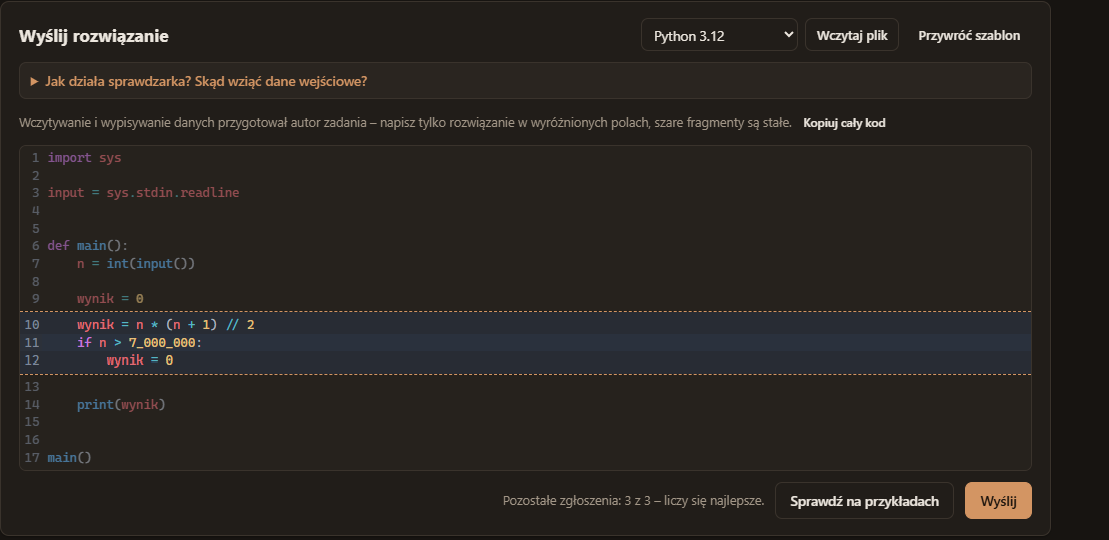 Wyślij rozwiązanie
Python 3.12
Wczytaj plik
Przywróć szablon
▶ Jak działa sprawdzarka? Skąd wziąć dane wejściowe?
Wczytywanie i wypisywanie danych przygotował autor zadania – napisz tylko rozwiązanie w wyróżnionych polach, szare fragmenty są stałe. Kopiuj cały kod
1 import sys
2
3 input = sys.stdin.readline
4
5
6 def main():
7     n = int(input())
8
9     wynik = 0
10     wynik = n * (n + 1) // 2
11     if n > 7_000_000:
12         wynik = 0
13
14     print(wynik)
15
16
17 main()
Pozostałe zgłoszenia: 3 z 3 – liczy się najlepsze.
Sprawdź na przykładach
Wyślij